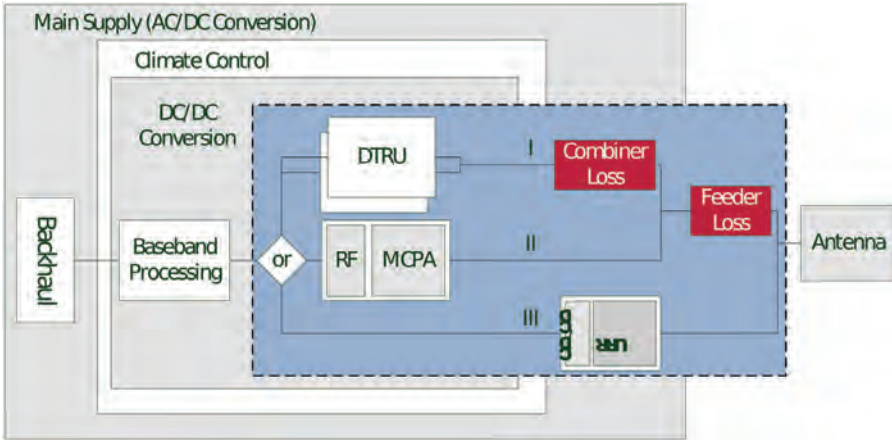 Main Supply (AC/DC Conversion)
Climate Control
DC/DC
Conversion
DTRU
I
Combiner
Loss
Feeder
Loss
Backhaul
Baseband
Processing
or
RF
MCPA
II
Antenna
III